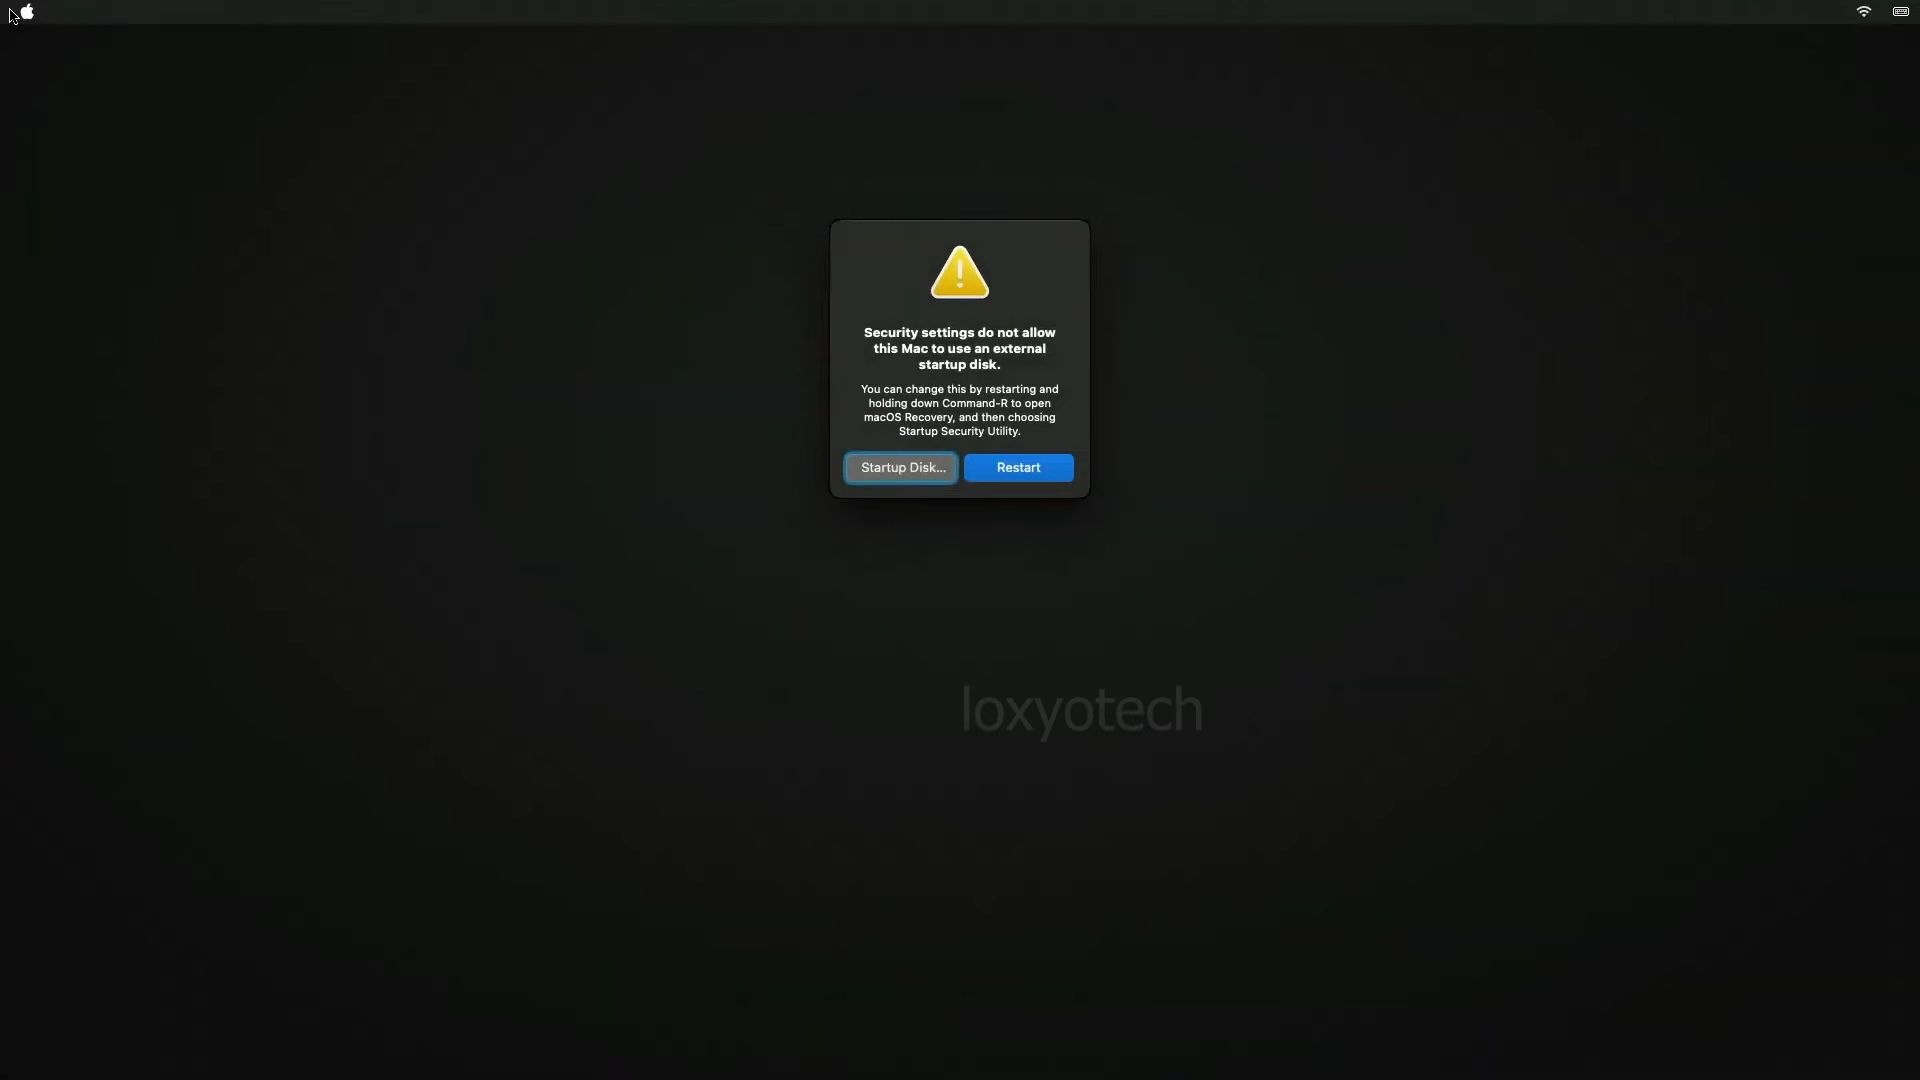 Security settings do not allow
this Mac to use an external
startup disk.
You can change this by restarting and
holding down Command-R to open
macOS Recovery, and then choosing
Startup Security Utility.
Startup Disk... Restart
loxyotech